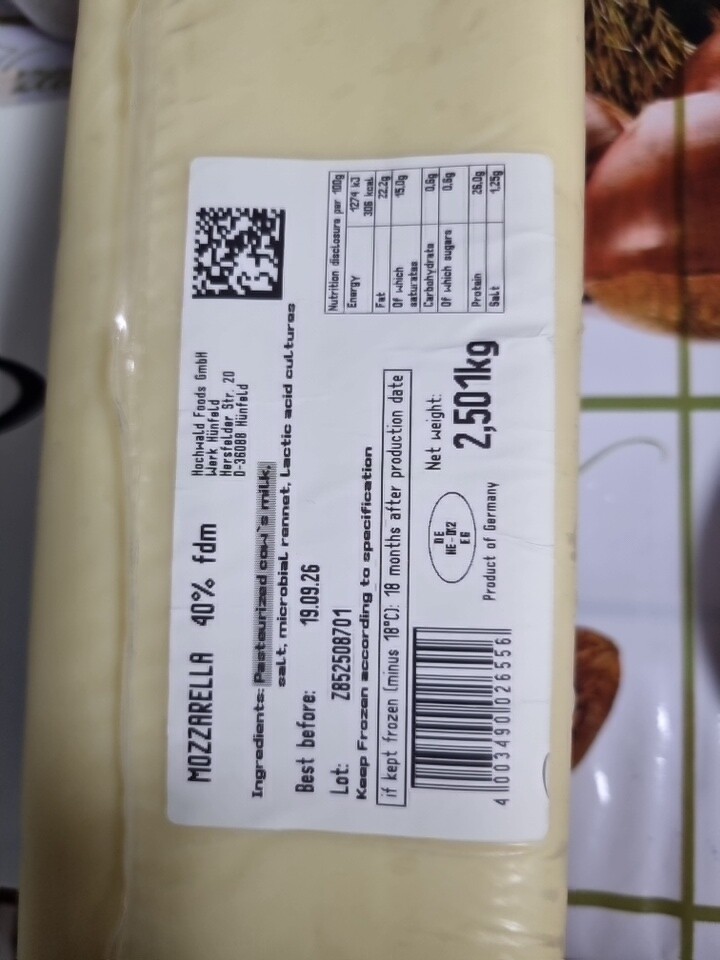 MOZZARELLA 40% fdm
Hochwald Foods GmbH
Werk Hünfeld
Hersfelder Str. 20
D-36088 Hünfeld
Ingredients: Pasteurized cow`s milk,
salt, microbial rennet, Lactic acid cultures
Best before: 19.09.26
Lot: Z852508701
Keep Frozen according to specification
if kept frozen (minus 18°C): 18 months after production date
Nutrition disclosure per 100g
Energy 1274 kJ
306 kcal
Fat 22,2g
Of which 15,0g
saturates
Carbohydrate 0,6g
Of which sugars 0,6g
Protein 26,0g
Salt 1,25g
Net weight:
2,501kg
DE
HE-012
EG
Product of Germany
4 003490 026556